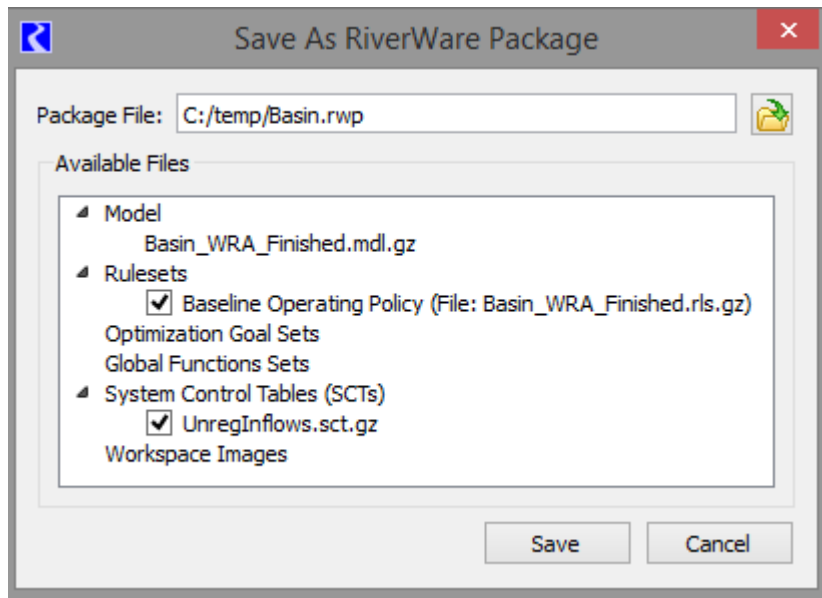 Save As RiverWare Package
Package File: C:/temp/Basin.rwp
Available Files
Model
Basin_WRA_Finished.mdl.gz
Rulesets
Baseline Operating Policy (File: Basin_WRA_Finished.rls.gz)
Optimization Goal Sets
Global Functions Sets
System Control Tables (SCTs)
UnregInflows.sct.gz
Workspace Images
Save Cancel